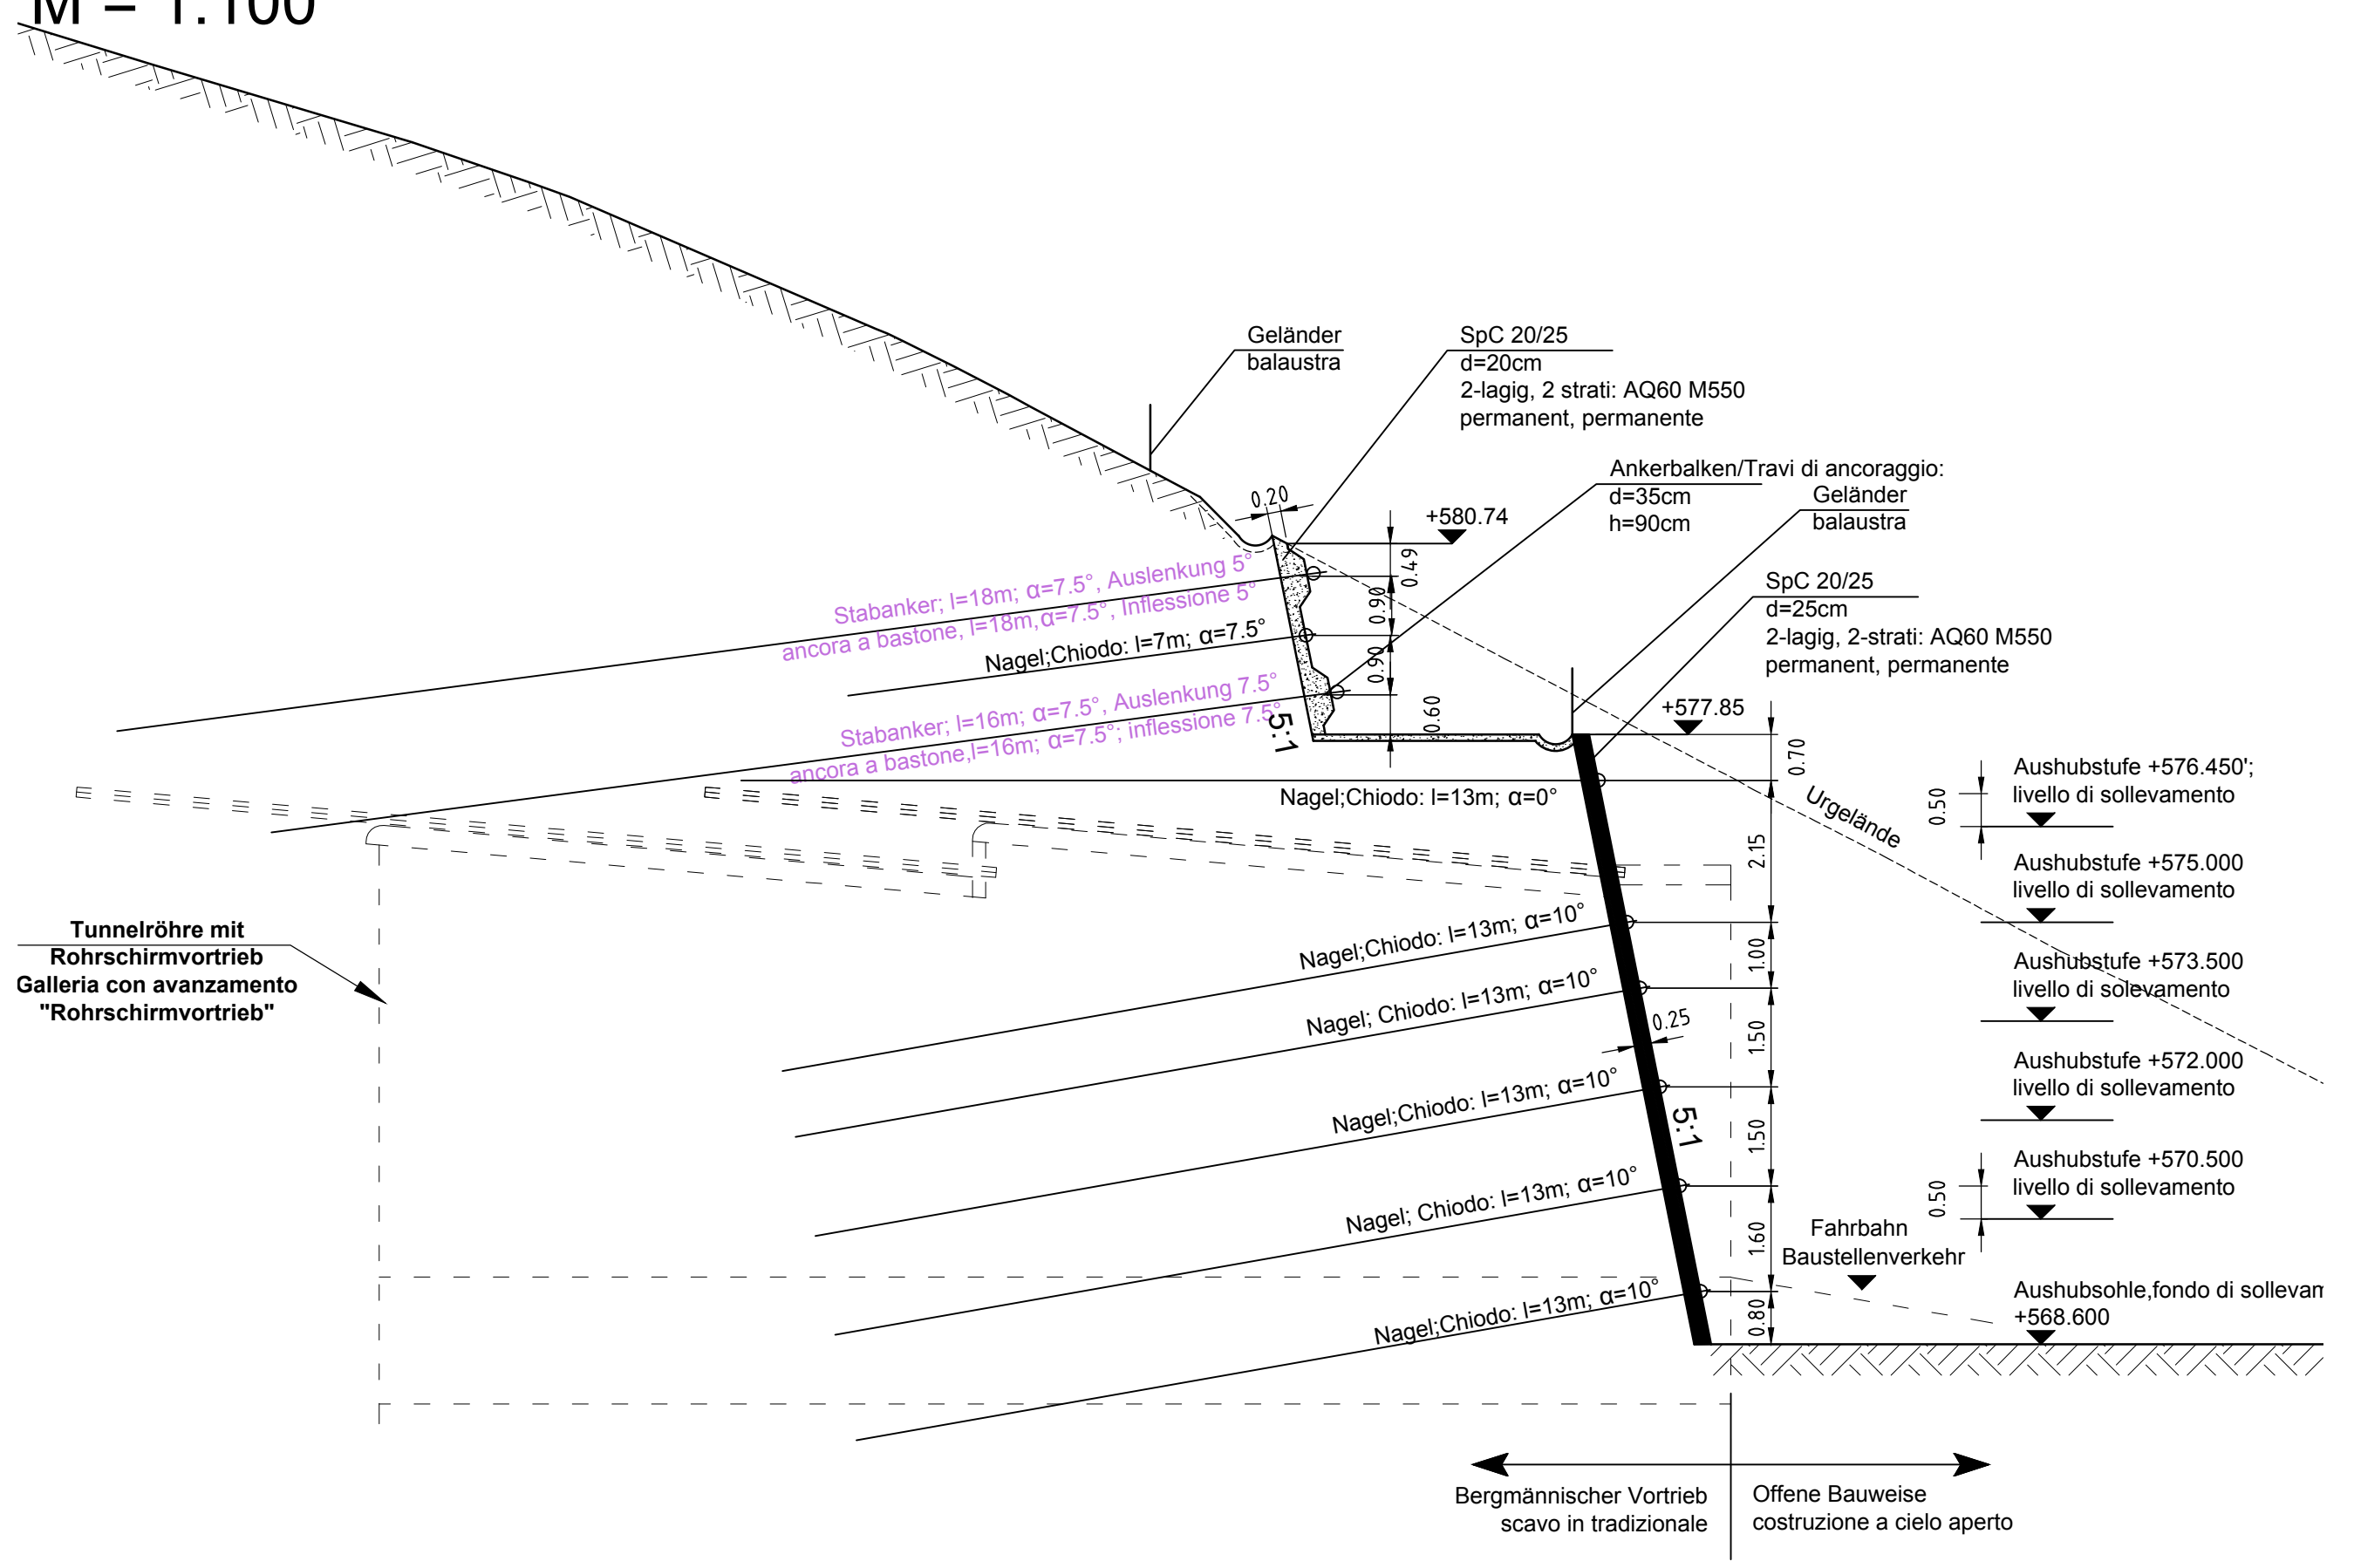 M = 1:100
Geländer
balaustra
SpC 20/25
d=20cm
2-lagig, 2 strati: AQ60 M550
permanent, permanente
Ankerbalken/Travi di ancoraggio:
d=35cm
h=90cm
Geländer
balaustra
SpC 20/25
d=25cm
2-lagig, 2-strati: AQ60 M550
permanent, permanente
0.20
+580.74
0.49
0.90
0.90
0.60
Stabanker; l=18m; α=7.5°, Auslenkung 5°
ancora a bastone, l=18m,α=7.5°, Inflessione 5°
Nagel;Chiodo: l=7m; α=7.5°
Stabanker; l=16m; α=7.5°, Auslenkung 7.5°
ancora a bastone,l=16m; α=7.5°; inflessione 7.5°
5:1
+577.85
0.70
Nagel;Chiodo: l=13m; α=0°
Urgelände
2.15
Aushubstufe +576.450';
livello di sollevamento
0.50
Aushubstufe +575.000
livello di sollevamento
Tunnelröhre mit
Rohrschirmvortrieb
Galleria con avanzamento
"Rohrschirmvortrieb"
Nagel;Chiodo: l=13m; α=10°
1.00
Aushubstufe +573.500
livello di solevamento
Nagel; Chiodo: l=13m; α=10°
0.25
1.50
Aushubstufe +572.000
livello di sollevamento
Nagel;Chiodo: l=13m; α=10°
5:1
1.50
Aushubstufe +570.500
livello di sollevamento
0.50
Nagel; Chiodo: l=13m; α=10°
1.60
Fahrbahn
Baustellenverkehr
Nagel;Chiodo: l=13m; α=10°
0.80
Aushubsohle,fondo di sollevam
+568.600
Bergmännischer Vortrieb
scavo in tradizionale
Offene Bauweise
costruzione a cielo aperto